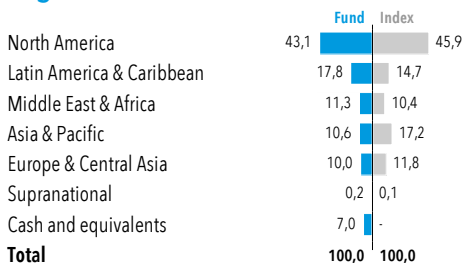 Fund Index
North America 43,1 45,9
Latin America & Caribbean 17,8 14,7
Middle East & Africa 11,3 10,4
Asia & Pacific 10,6 17,2
Europe & Central Asia 10,0 11,8
Supranational 0,2 0,1
Cash and equivalents 7,0 -
Total 100,0 100,0